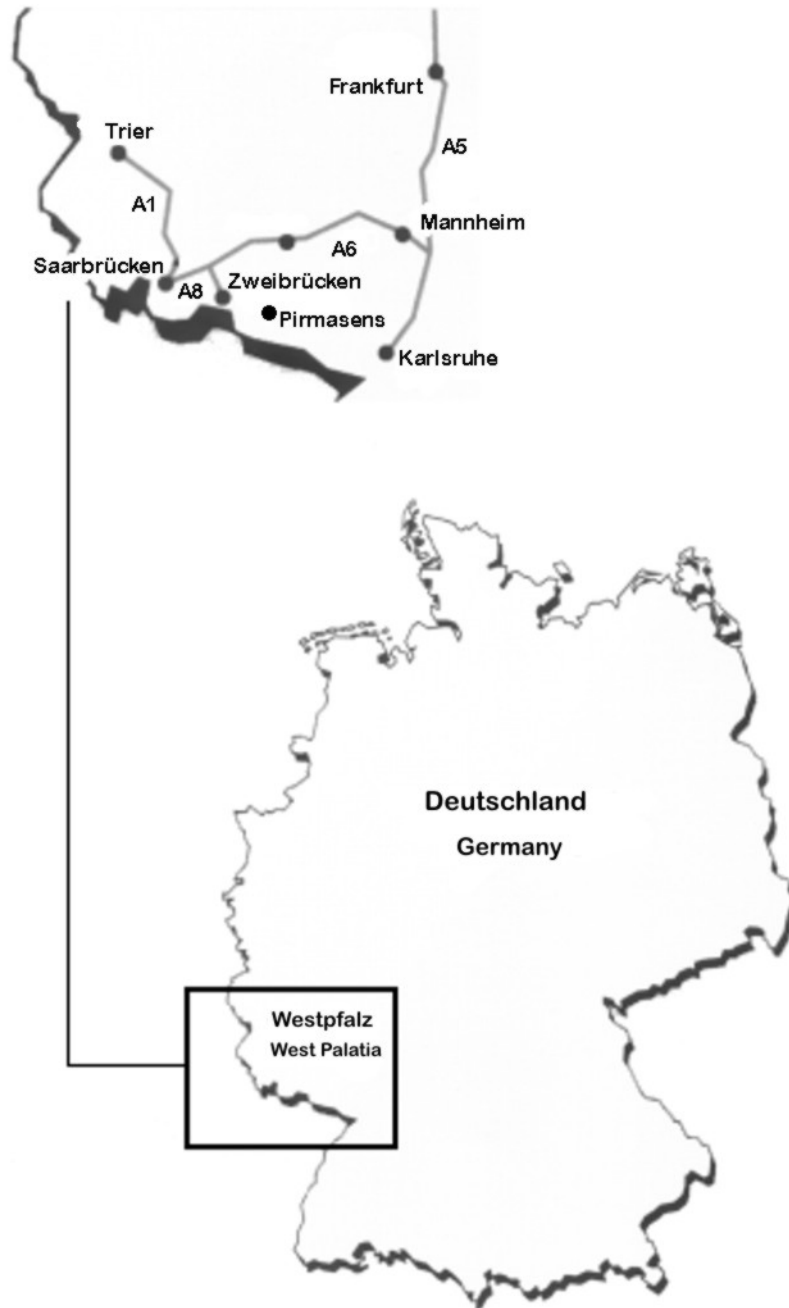 Frankfurt
Trier
A5
A1
Mannheim
A6
Saarbrücken
Zweibrücken
A8
Pirmasens
Karlsruhe
Deutschland
Germany
Westpfalz
West Palatia